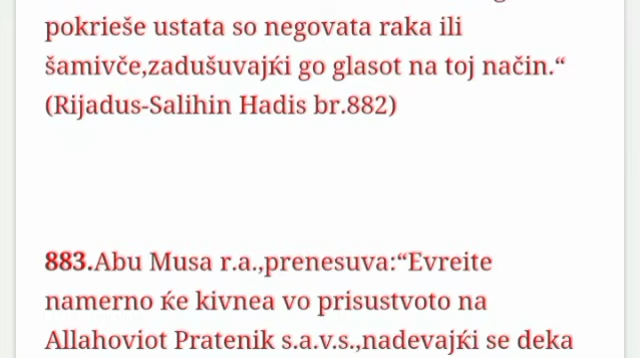 pokrieše ustata so negovata raka ili
šamivče,zadušuvajḱi go glasot na toj način.“
(Rijadus-Salihin Hadis br.882)
883.Abu Musa r.a.,prenesuva:“Evreite
namerno ḱe kivnea vo prisustvoto na
Allahoviot Pratenik s.a.v.s.,nadevajḱi se deka